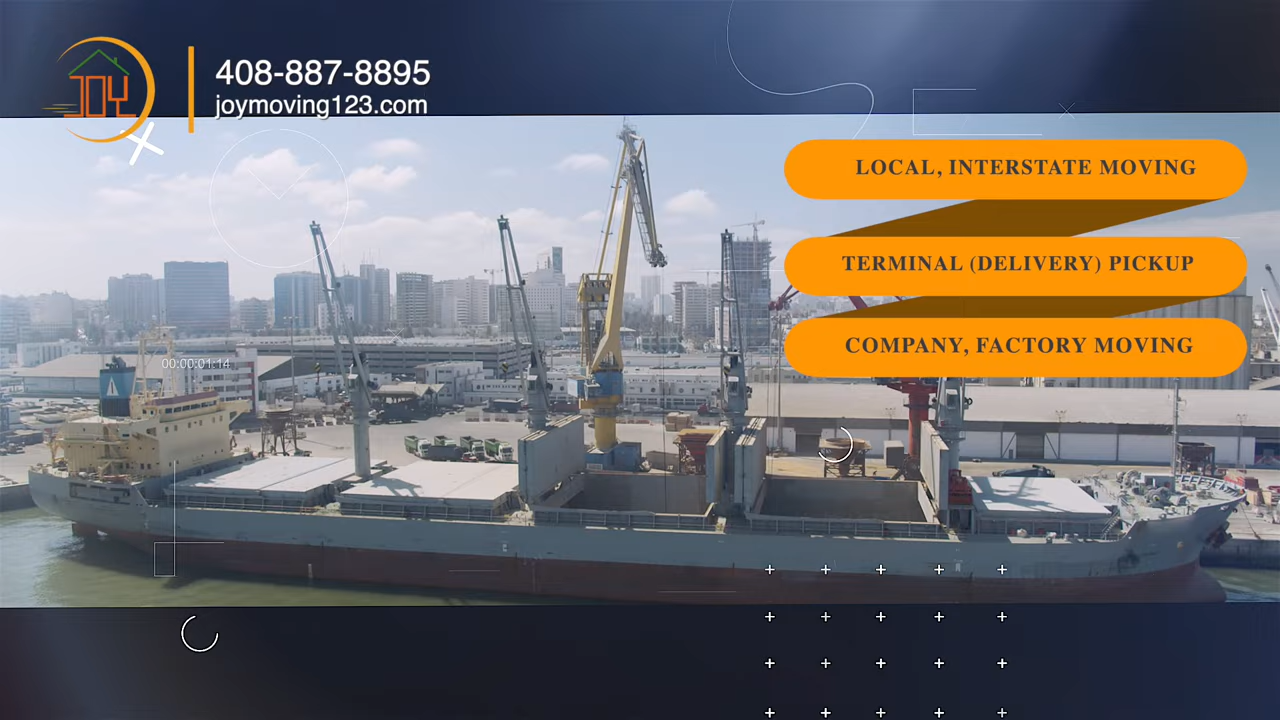 JOY
408-887-8895
joymoving123.com
LOCAL, INTERSTATE MOVING
TERMINAL (DELIVERY) PICKUP
COMPANY, FACTORY MOVING
00:00:01:14